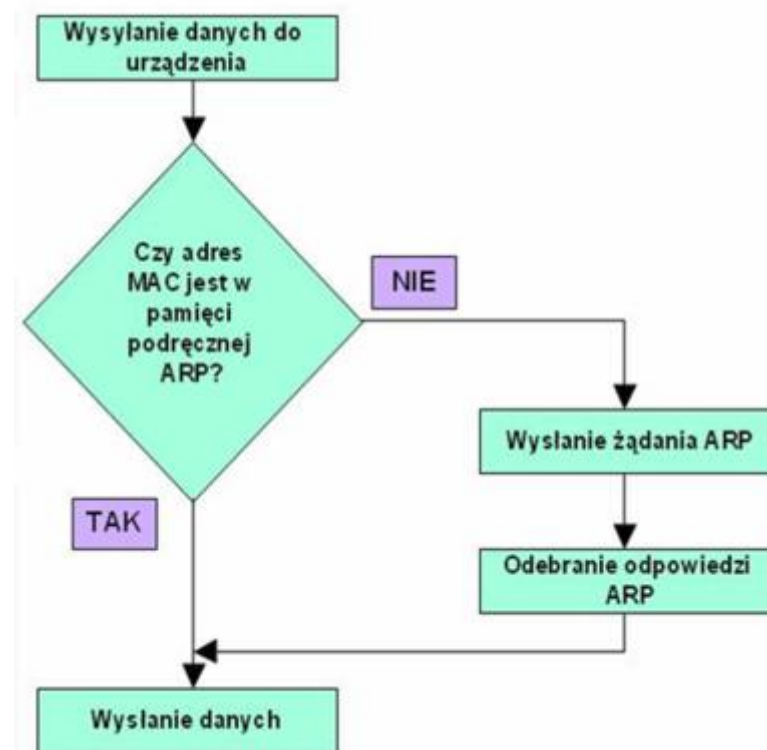 Wysyłanie danych do
urządzenia
Czy adres
MAC jest w
pamięci
podręcznej
ARP?
NIE
Wysłanie żądania ARP
TAK
Odebranie odpowiedzi
ARP
Wysłanie danych